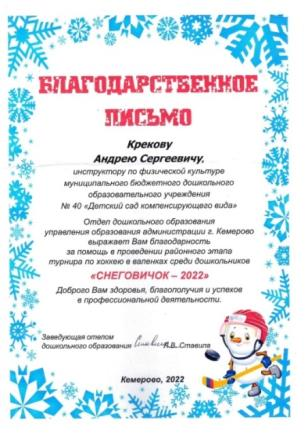 БЛАГОДАРСТВЕННОЕ
ПИСЬМО
Крекову
Андрею Сергеевичу,
инструктору по физической культуре
муниципального бюджетного дошкольного
образовательного учреждения
№ 40 «Детский сад компенсирующего вида»
Отдел дошкольного образования
управления образования администрации г. Кемерово
выражает Вам благодарность
за помощь в проведении районного этапа
турнира по хоккею в валенках среди дошкольников
«СНЕГОВИЧОК – 2022»
Доброго Вам здоровья, благополучия и успехов
в профессиональной деятельности.
Заведующая отелом
дошкольного образования Л.В. Ставила
Кемерово, 2022